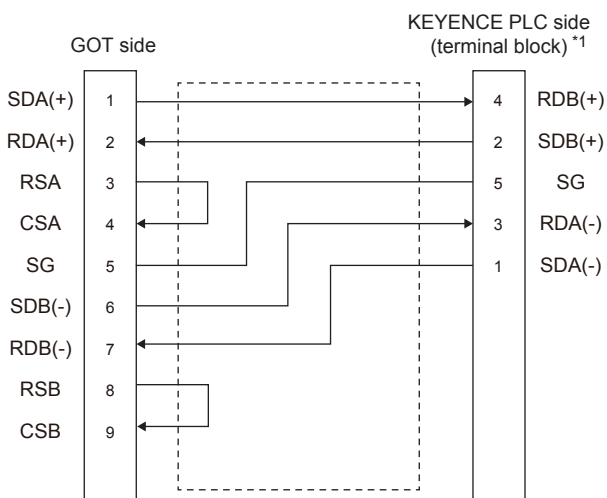 KEYENCE PLC side
GOT side (terminal block) *1
SDA(+) 1 4 RDB(+)
RDA(+) 2 2 SDB(+)
RSA 3 5 SG
CSA 4 3 RDA(-)
SG 5 1 SDA(-)
SDB(-) 6
RDB(-) 7
RSB 8
CSB 9